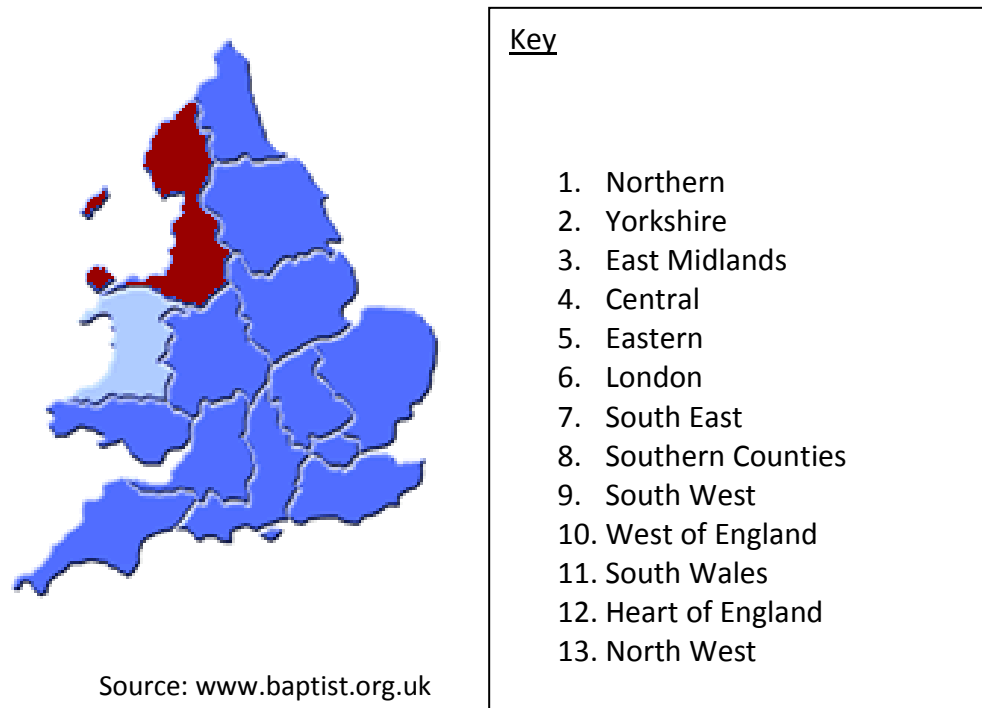 Key
1. Northern
2. Yorkshire
3. East Midlands
4. Central
5. Eastern
6. London
7. South East
8. Southern Counties
9. South West
10. West of England
11. South Wales
12. Heart of England
13. North West
Source: www.baptist.org.uk